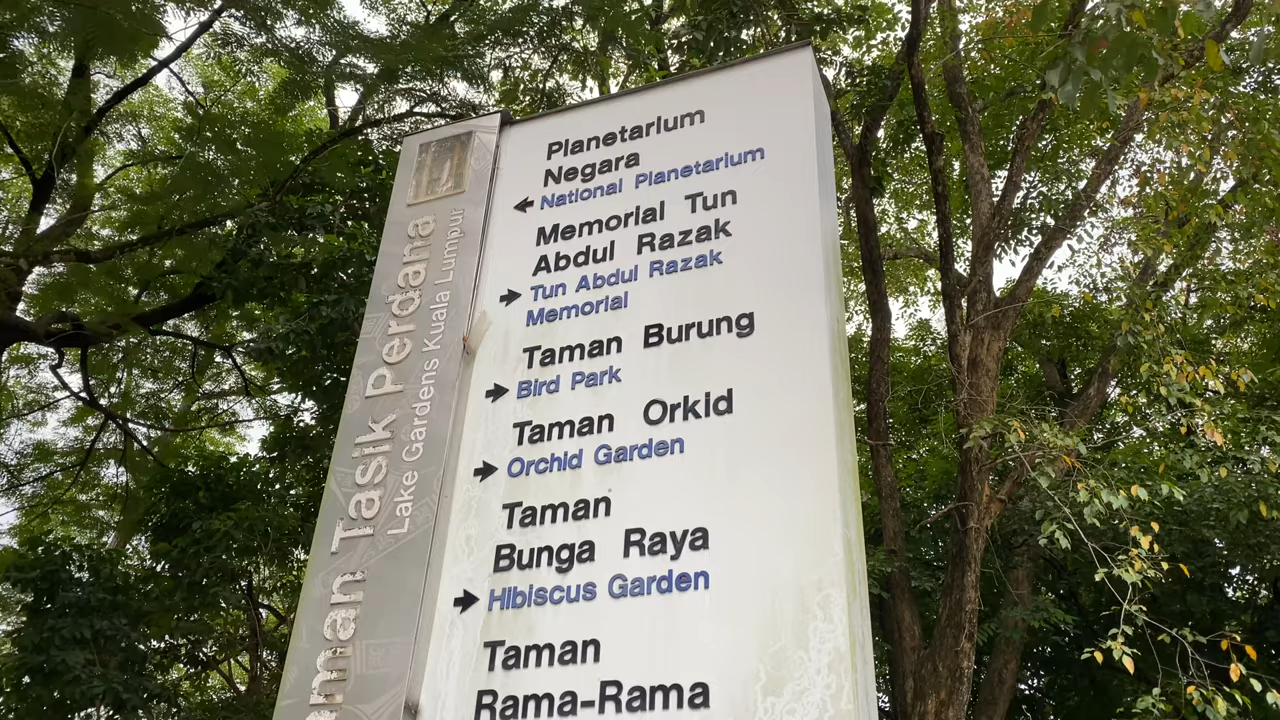 Planetarium
Negara
National Planetarium
Memorial Tun
Abdul Razak
Tun Abdul Razak
Memorial
Taman Burung
Bird Park
Taman Orkid
Orchid Garden
Taman
Bunga Raya
Hibiscus Garden
Taman
Rama-Rama
Tasik Perdana
Lake Gardens Kuala Lumpur